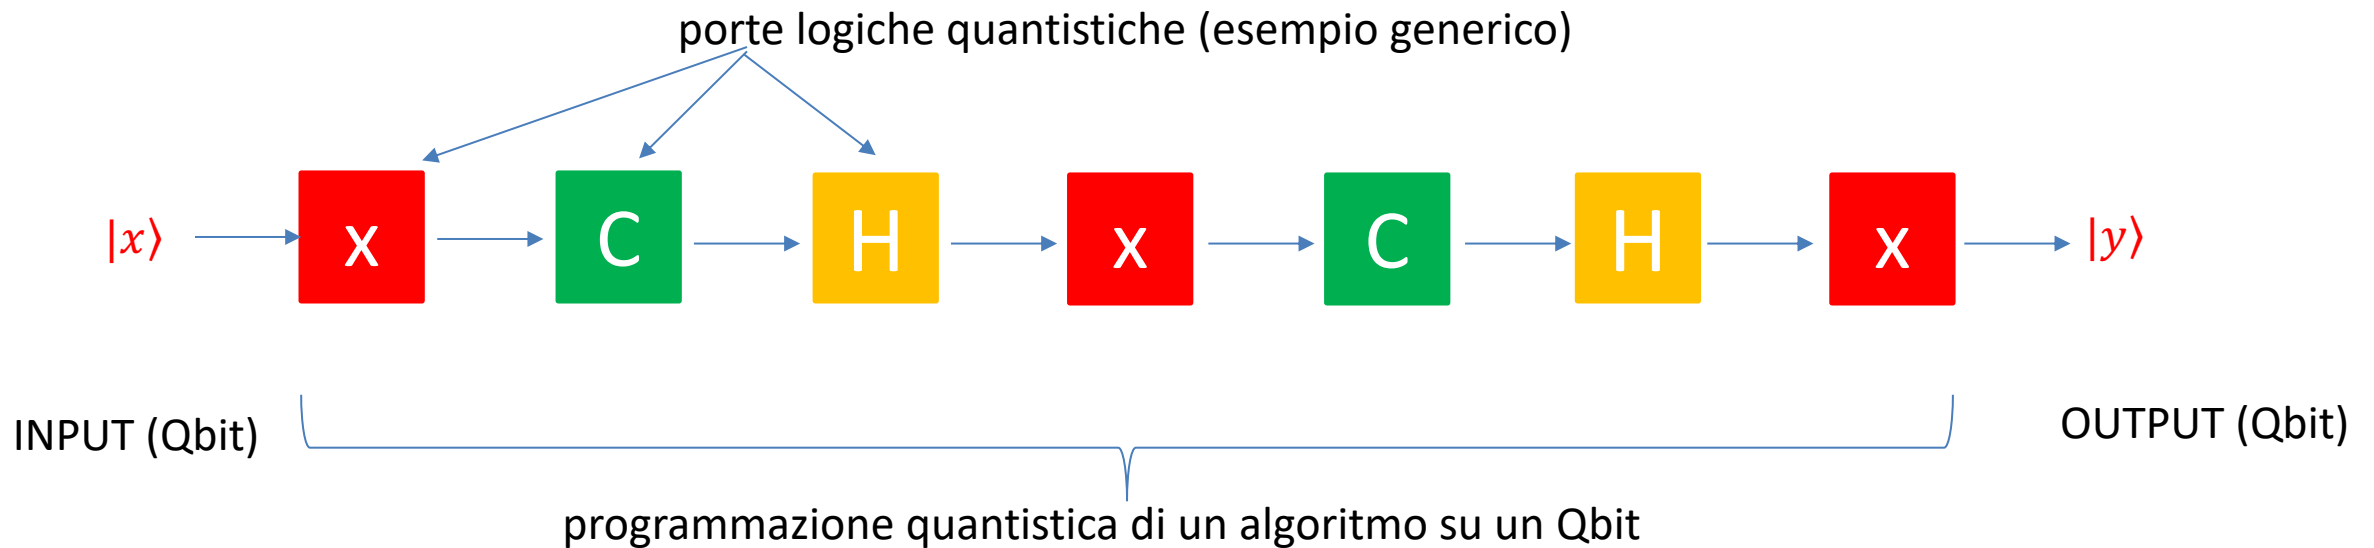 porte logiche quantistiche (esempio generico)
|x⟩ x C H x C H x |y⟩
INPUT (Qbit) OUTPUT (Qbit)
programmazione quantistica di un algoritmo su un Qbit